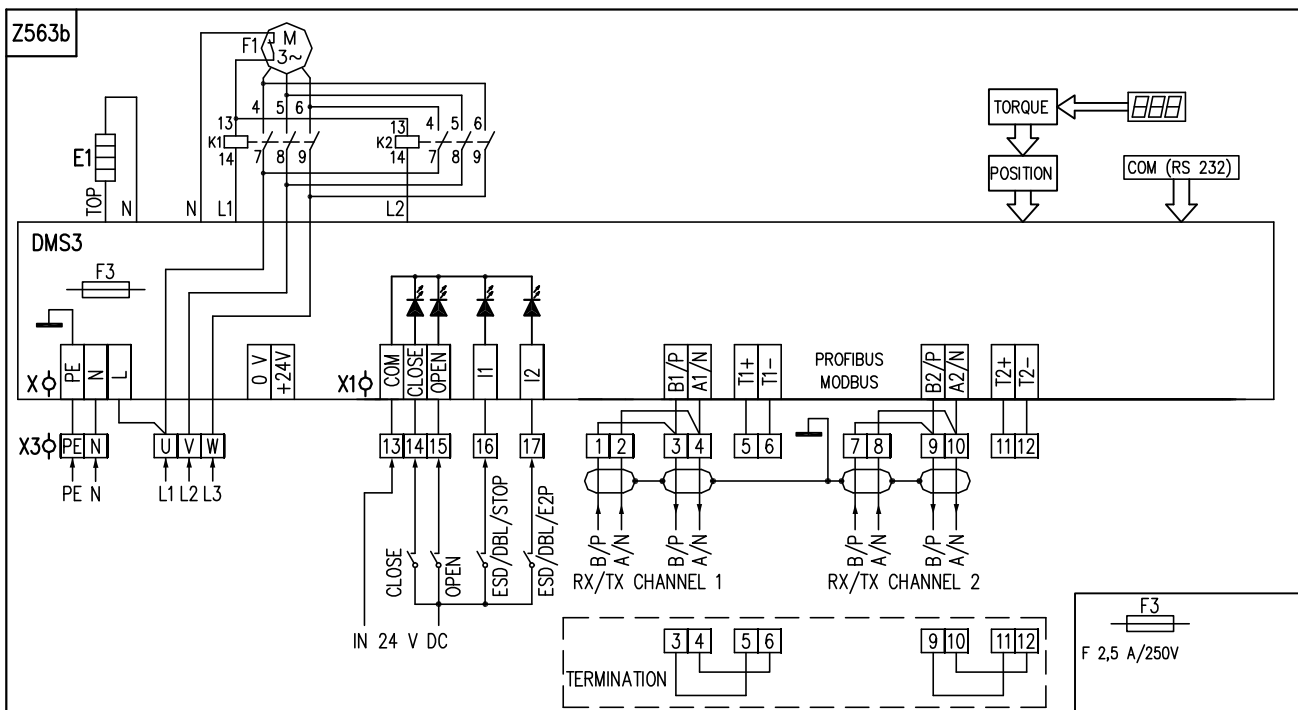 Z563b
F1 M
3~
4 5 6
13 13 4 5 6
K1 K2
14 7 8 9 14 7 8 9
E1
TOP N N L1 L2
TORQUE
POSITION COM (RS 232)
DMS3
F3
X PE N L
0 V +24V
X1 COM CLOSE OPEN I1 I2
B1/P A1/N T1+ T1-
PROFIBUS
MODBUS
B2/P A2/N T2+ T2-
X3 PE N U V W 13 14 15 16 17 1 2 3 4 5 6 7 8 9 10 11 12
PE N L1 L2 L3
CLOSE OPEN ESD/DBL/STOP ESD/DBL/E2P
B/P A/N B/P A/N B/P A/N B/P A/N
RX/TX CHANNEL 1 RX/TX CHANNEL 2
IN 24 V DC
3 4 5 6 9 10 11 12
TERMINATION
F3
F 2,5 A/250V